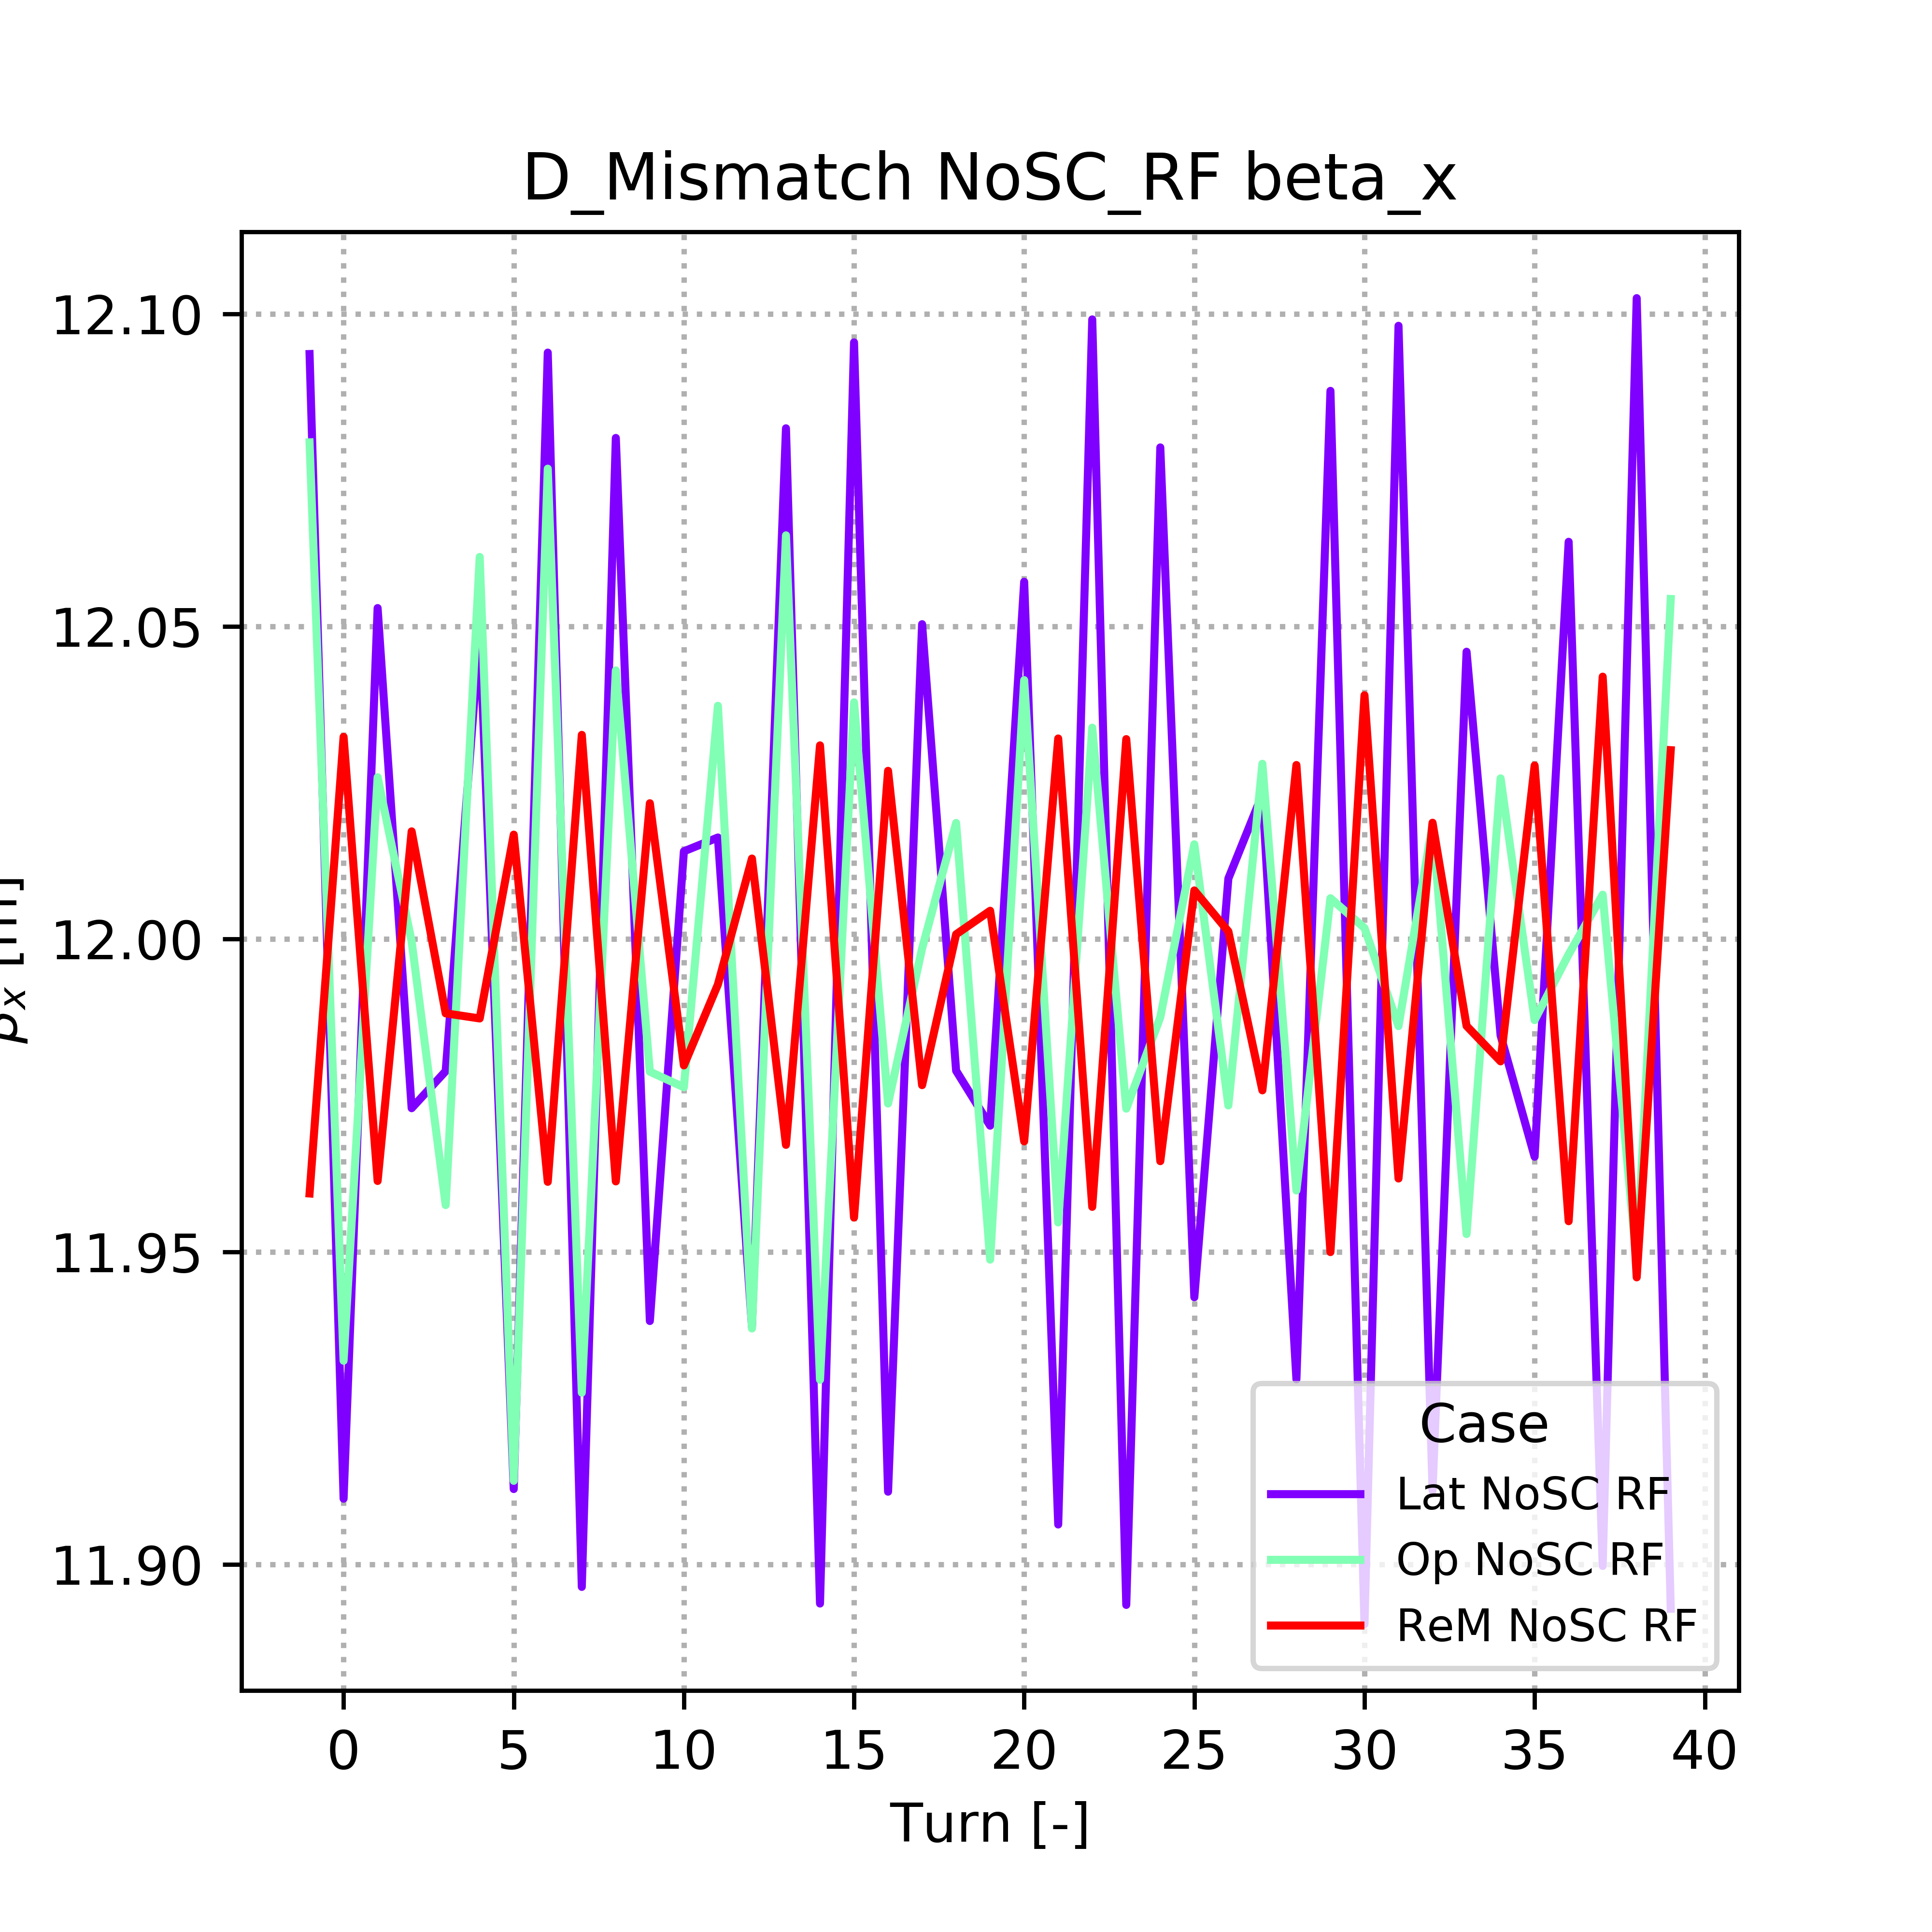 D_Mismatch NoSC_RF beta_x
12.10
12.05
12.00
11.95
11.90
[m]
Case
Lat NoSC RF
Op NoSC RF
ReM NoSC RF
0 5 10 15 20 25 30 35 40
Turn [-]